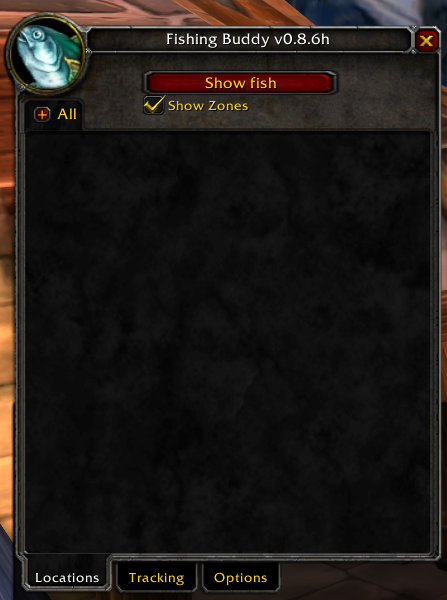 Fishing Buddy v0.8.6h
Show fish
Show Zones
All
Locations Tracking Options